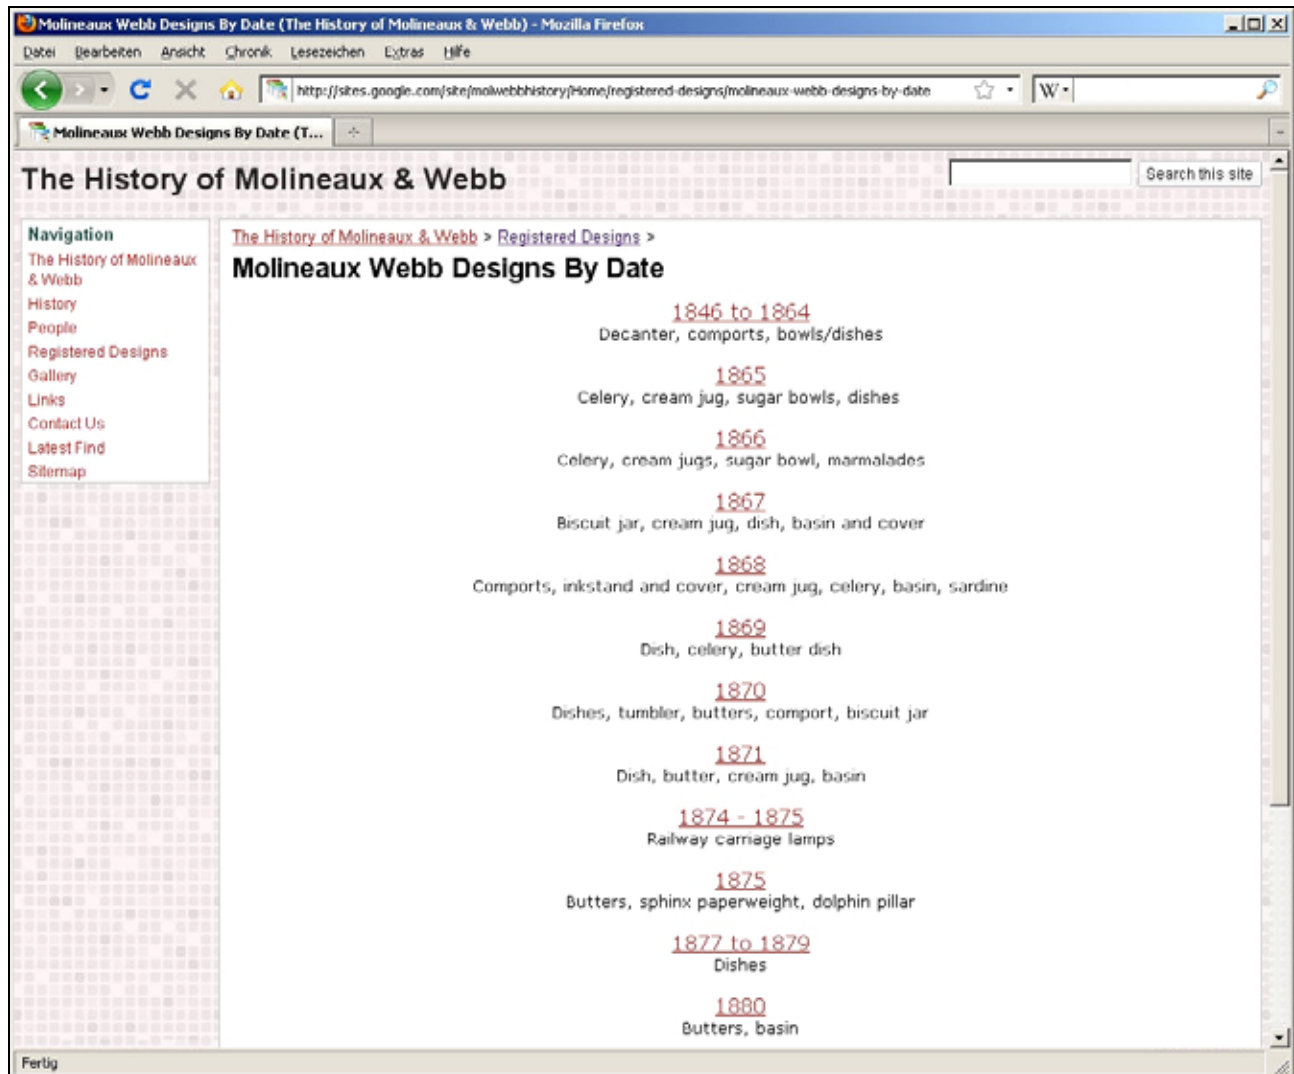 Molineaux Webb Designs By Date (The History of Molineaux & Webb) - Mozilla Firefox
Datei Bearbeiten Ansicht Chronik Lesezeichen Extras Hilfe
http://sites.google.com/site/molwebbhistory/Home/registered-designs/molineaux-webb-designs-by-date W
Molineaux Webb Designs By Date (T...
The History of Molineaux & Webb
Search this site
Navigation
The History of Molineaux
& Webb
History
People
Registered Designs
Gallery
Links
Contact Us
Latest Find
Sitemap
The History of Molineaux & Webb > Registered Designs >
Molineaux Webb Designs By Date
1846 to 1864
Decanter, comports, bowls/dishes
1865
Celery, cream jug, sugar bowls, dishes
1866
Celery, cream jugs, sugar bowl, marmalades
1867
Biscuit jar, cream jug, dish, basin and cover
1868
Comports, inkstand and cover, cream jug, celery, basin, sardine
1869
Dish, celery, butter dish
1870
Dishes, tumbler, butters, comport, biscuit jar
1871
Dish, butter, cream jug, basin
1874 - 1875
Railway carriage lamps
1875
Butters, sphinx paperweight, dolphin pillar
1877 to 1879
Dishes
1880
Butters, basin
Fertig